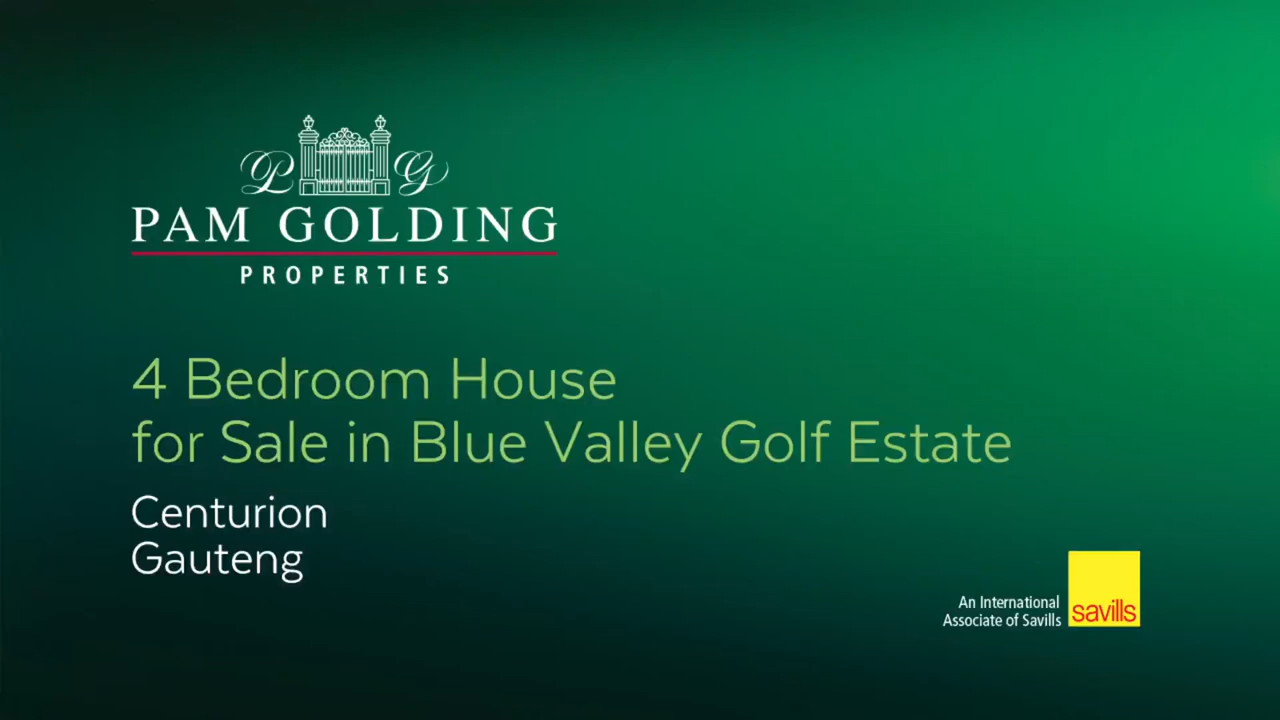 P G
PAM GOLDING
PROPERTIES
4 Bedroom House
for Sale in Blue Valley Golf Estate
Centurion
Gauteng
An International
Associate of Savills
savills